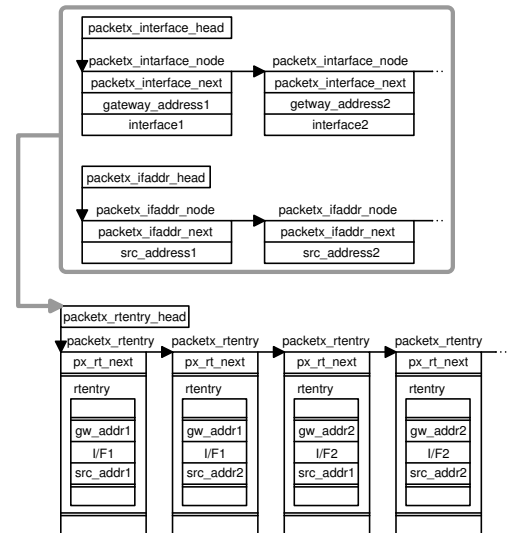 packetx_interface_head
packetx_intarface_node packetx_intarface_node
packetx_interface_next packetx_interface_next ...
gateway_address1 getway_address2
interface1 interface2
packetx_ifaddr_head
packetx_ifaddr_node packetx_ifaddr_node
packetx_ifaddr_next packetx_ifaddr_next ...
src_address1 src_address2
packetx_rtentry_head
packetx_rtentry packetx_rtentry packetx_rtentry packetx_rtentry
px_rt_next px_rt_next px_rt_next px_rt_next ...
rtentry rtentry rtentry rtentry
gw_addr1 gw_addr1 gw_addr2 gw_addr2
I/F1 I/F1 I/F2 I/F2
src_addr1 src_addr2 src_addr1 src_addr2